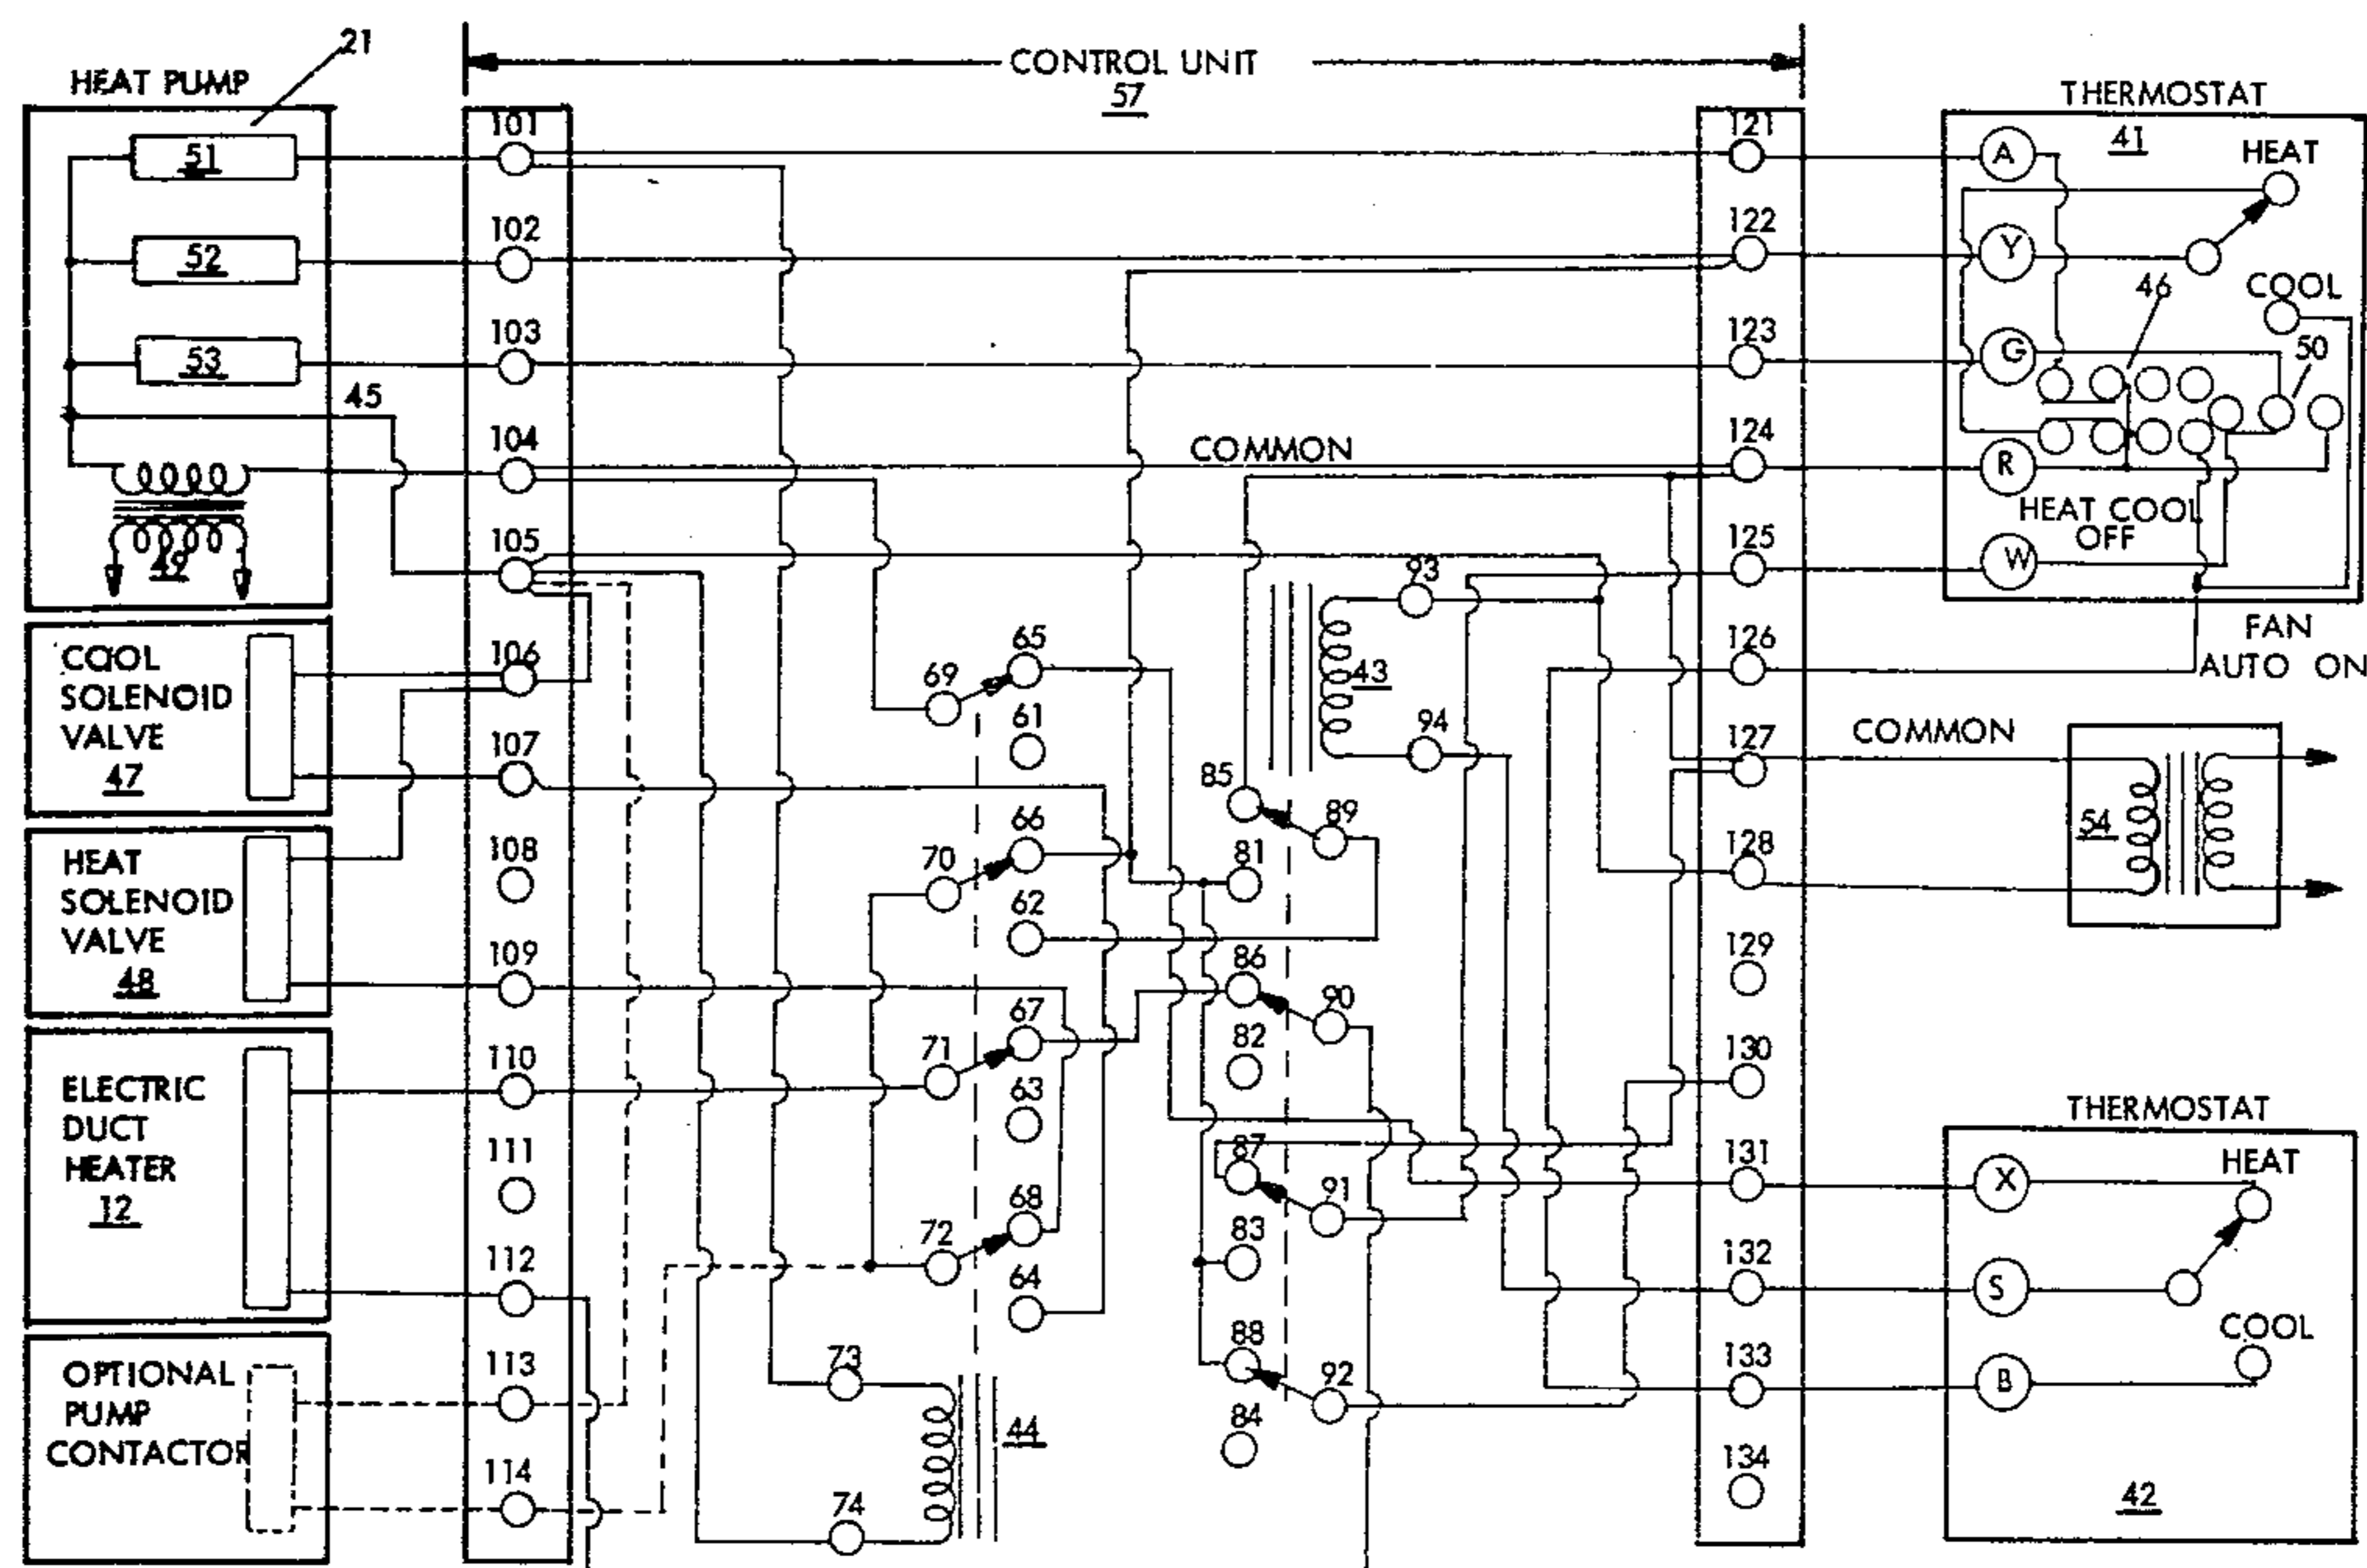 21
HEAT PUMP
CONTROL UNIT
57
THERMOSTAT
51
52
53
45
49
COOL
SOLENOID
VALVE
47
HEAT
SOLENOID
VALVE
48
ELECTRIC
DUCT
HEATER
12
OPTIONAL
PUMP
CONTACTOR
101
102
103
104
105
106
107
108
109
110
111
112
113
114
COMMON
69
65
61
70
66
62
71
67
63
72
68
64
73
74
44
93
94
43
85
89
81
86
90
82
87
91
83
88
92
84
121
122
123
124
125
126
127
128
129
130
131
132
133
134
41
A
HEAT
Y
46
COOL
G
50
R
HEAT COOL
OFF
W
FAN
AUTO ON
COMMON
54
THERMOSTAT
X
HEAT
S
COOL
B
42